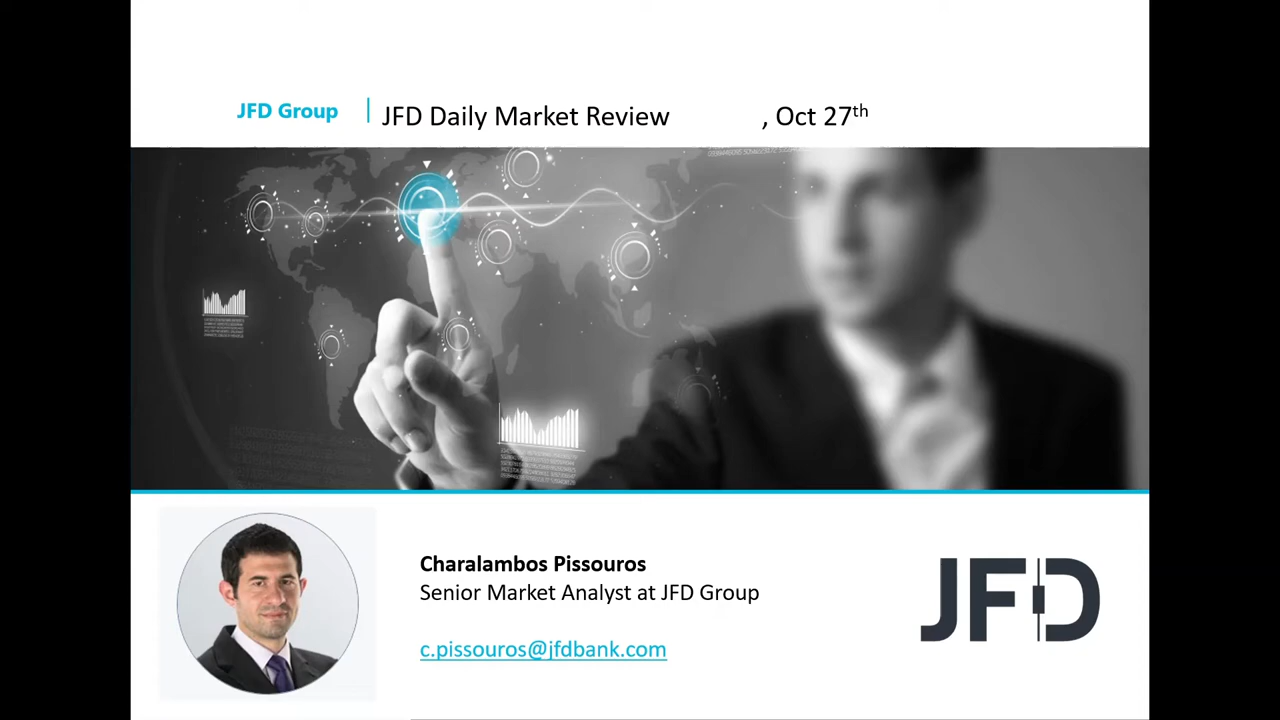 JFD Group
JFD Daily Market Review , Oct 27th
Charalambos Pissouros
Senior Market Analyst at JFD Group
c.pissouros@jfdbank.com
JFD